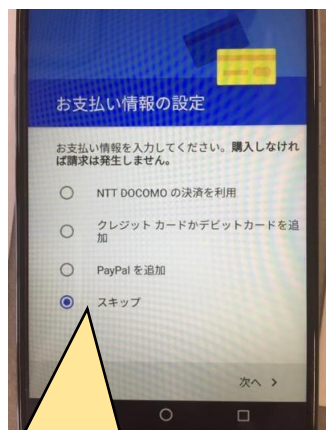 お支払い情報の設定
お支払い情報を入力してください。購入しなけれ
ば請求は発生しません。
NTT DOCOMO の決済を利用
クレジット カードかデビットカードを追
加
PayPal を追加
スキップ
次へ